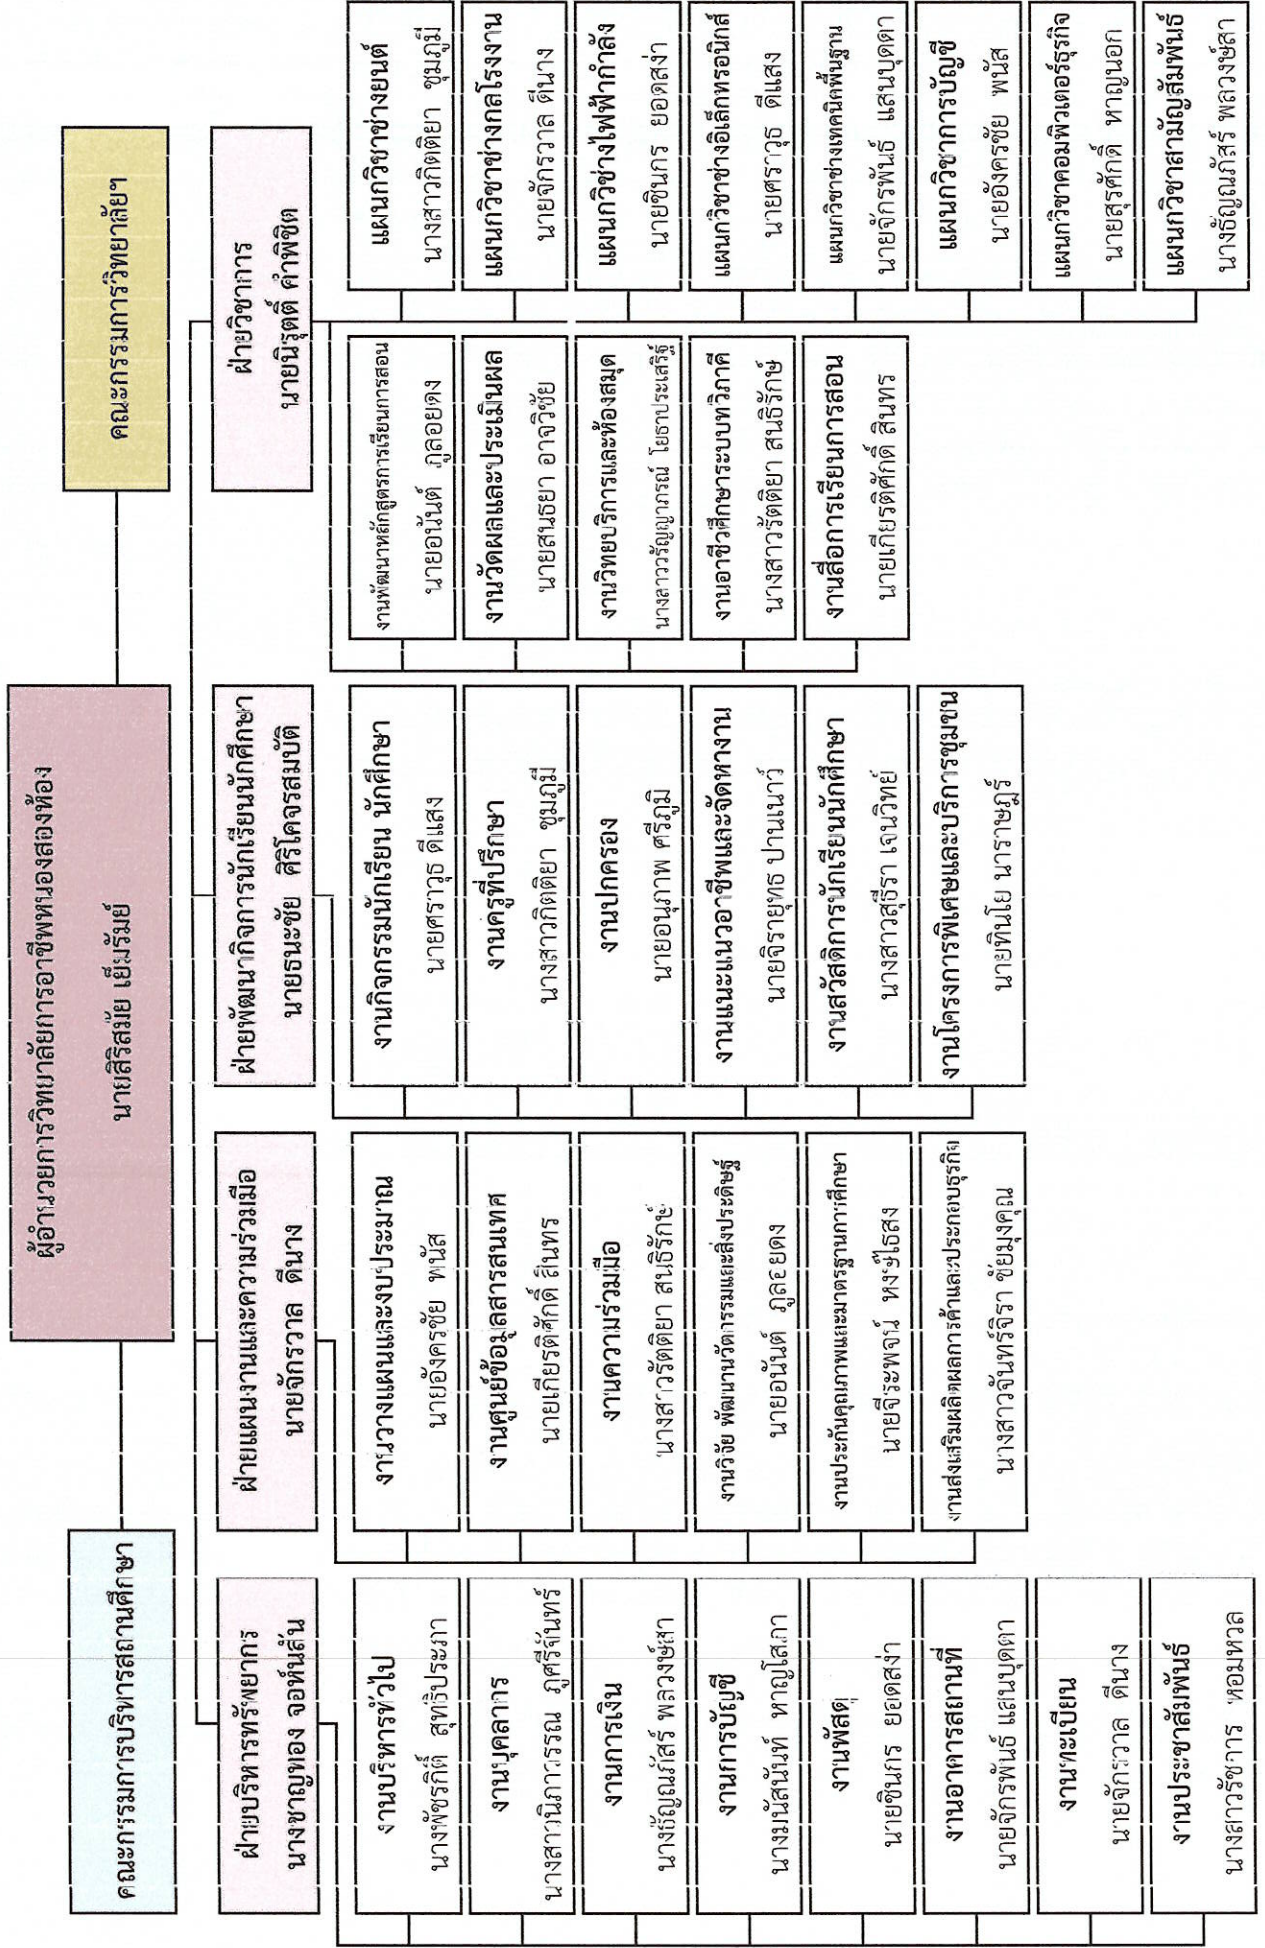 ผู้อำนวยการวิทยาลัยการอาชีพหนองสองห้อง
นายสิริสมัย เย็มรัมย์
คณะกรรมการบริหารสถานศึกษา
คณะกรรมการวิทยาลัยฯ
ฝ่ายบริหารทรัพยากร
นางชาญทอง จอห์นสัน
งานบริหารทั่วไป
นางพัชรกิติ์ สุทธิประภา
งานบุคลากร
นางสาวนิภาวรรณ ภูศรีจันทร์
งานการเงิน
นางธัญณภัสร์ พลวงษ์สา
งานการบัญชี
นางมนัสนันท์ หาญโสภา
งานพัสดุ
นายชินกร ยอดสง่า
งานอาคารสถานที่
นายจักรพันธ์ แสนบุดดา
งานทะเบียน
นายจักรวาล ดีนาง
งานประชาสัมพันธ์
นางสาวรัชการ หอมหวล
ฝ่ายแผนงานและความร่วมมือ
นายจักรวาล ดีนาง
งานวางแผนและงบประมาณ
นายอังครชัย พนัส
งานศูนย์ข้อมูลสารสนเทศ
นายเกียรติศักดิ์ สินทร
งานความร่วมมือ
นางสาวรัตติยา สนธิรักษ์
งานวิจัย พัฒนานวัตกรรมและสิ่งประดิษฐ์
นายอนันต์ ภูลอยดง
งานประกันคุณภาพและมาตรฐานการศึกษา
นายจีระพจน์ หงษ์ไธสง
งานส่งเสริมผลิตผลการค้าและประกอบธุรกิจ
นางสาวจันทร์จิรา ชัยมุงคุณ
ฝ่ายพัฒนากิจการนักเรียนนักศึกษา
นายธนะชัย ศิริโคจรสมบัติ
งานกิจกรรมนักเรียน นักศึกษา
นายศราวุธ ดีแสง
งานครูที่ปรึกษา
นางสาวกิตติยา ชุมภูมี
งานปกครอง
นายอนุภาพ ศรีภูมิ
งานแนะแนวอาชีพและจัดหางาน
นายจิรายุทธ ปานเนาว์
งานสวัสดิการนักเรียนนักศึกษา
นางสาวสุธีรา เจนวิทย์
งานโครงการพิเศษและบริการชุมชน
นายทินโย นาราษฎร์
ฝ่ายวิชาการ
นายนิรุตติ์ คำพิชิต
งานพัฒนาหลักสูตรการเรียนการสอน
นายอนันต์ ภูลอยดง
งานวัดผลและประเมินผล
นายสนธยา อาจวิชัย
งานวิทยบริการและห้องสมุด
นางสาววรัญญาภรณ์ โยธาประเสริฐ
งานอาชีวศึกษาระบบทวิภาคี
นางสาวรัตติยา สนธิรักษ์
งานสื่อการเรียนการสอน
นายเกียรติศักดิ์ สินทร
แผนกวิชาช่างยนต์
นางสาวกิตติยา ชุมภูมี
แผนกวิชาช่างกลโรงงาน
นายจักรวาล ดีนาง
แผนกวิช่างไฟฟ้ากำลัง
นายชินกร ยอดสง่า
แผนกวิชาช่างอิเล็กทรอนิกส์
นายศราวุธ ดีแสง
แผนกวิชาช่างเทคนิคพื้นฐาน
นายจักรพันธ์ แสนบุดดา
แผนกวิชาการบัญชี
นายอังครชัย พนัส
แผนกวิชาคอมพิวเตอร์ธุรกิจ
นายสุรศักดิ์ หาญนอก
แผนกวิชาสามัญสัมพันธ์
นางธัญณภัสร์ พลวงษ์สา